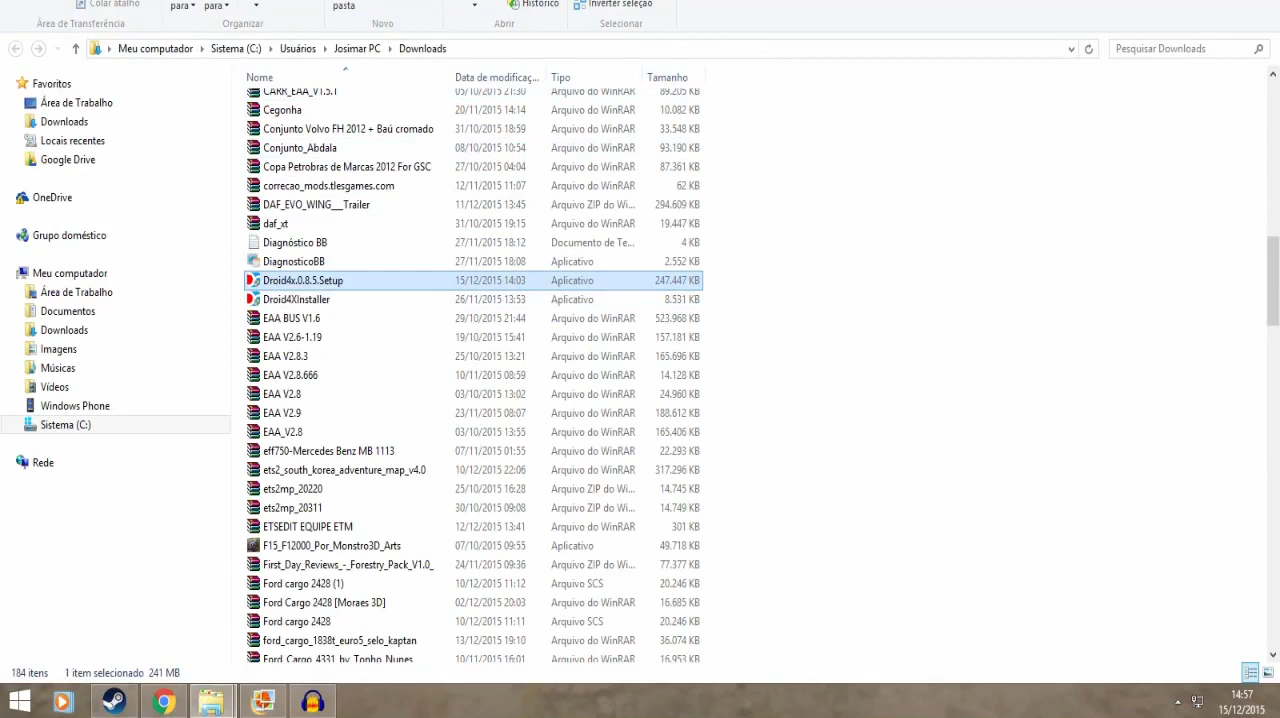 Colar atalho
para
para
pasta
Histórico
Inverter seleção
Área de Transferência
Organizar
Novo
Abrir
Selecionar
Meu computador
Sistema (C:)
Usuários
Josimar PC
Downloads
Pesquisar Downloads
Favoritos
Área de Trabalho
Downloads
Locais recentes
Google Drive
OneDrive
Grupo doméstico
Meu computador
Área de Trabalho
Documentos
Downloads
Imagens
Músicas
Vídeos
Windows Phone
Sistema (C:)
Rede
Nome Data de modificaç... Tipo Tamanho
CARR_EAA_V1.5.1 05/10/2015 21:30 Arquivo do WinRAR 89.205 KB
Cegonha 20/11/2015 14:14 Arquivo do WinRAR 10.082 KB
Conjunto Volvo FH 2012 + Baú cromado 31/10/2015 18:59 Arquivo do WinRAR 33.548 KB
Conjunto_Abdala 08/10/2015 10:54 Arquivo do WinRAR 93.190 KB
Copa Petrobras de Marcas 2012 For GSC 27/10/2015 04:04 Arquivo do WinRAR 87.361 KB
correcao_mods.tlesgames.com 12/11/2015 11:07 Arquivo do WinRAR 62 KB
DAF_EVO_WING__Trailer 11/12/2015 13:45 Arquivo ZIP do Wi... 294.609 KB
daf_xt 31/10/2015 19:15 Arquivo do WinRAR 19.447 KB
Diagnóstico BB 27/11/2015 18:12 Documento de Te... 4 KB
DiagnosticoBB 27/11/2015 18:08 Aplicativo 2.552 KB
Droid4x.0.8.5.Setup 15/12/2015 14:03 Aplicativo 247.447 KB
Droid4XInstaller 26/11/2015 13:53 Aplicativo 8.531 KB
EAA BUS V1.6 29/10/2015 21:44 Arquivo do WinRAR 523.968 KB
EAA V2.6-1.19 19/10/2015 15:41 Arquivo do WinRAR 157.181 KB
EAA V2.8.3 25/10/2015 13:21 Arquivo do WinRAR 165.696 KB
EAA V2.8.666 10/11/2015 08:59 Arquivo do WinRAR 14.128 KB
EAA V2.8 03/10/2015 13:02 Arquivo do WinRAR 24.960 KB
EAA V2.9 23/11/2015 08:07 Arquivo do WinRAR 188.612 KB
EAA_V2.8 03/10/2015 13:55 Arquivo do WinRAR 165.406 KB
eff750-Mercedes Benz MB 1113 07/11/2015 01:55 Arquivo do WinRAR 22.293 KB
ets2_south_korea_adventure_map_v4.0 10/12/2015 22:06 Arquivo do WinRAR 317.296 KB
ets2mp_20220 25/10/2015 16:28 Arquivo ZIP do Wi... 14.745 KB
ets2mp_20311 30/10/2015 09:08 Arquivo ZIP do Wi... 14.749 KB
ETSEDIT EQUIPE ETM 12/12/2015 13:41 Arquivo do WinRAR 301 KB
F15_F12000_Por_Monstro3D_Arts 07/10/2015 09:55 Aplicativo 49.718 KB
First_Day_Reviews_-_Forestry_Pack_V1.0_ 24/11/2015 09:36 Arquivo ZIP do Wi... 77.377 KB
Ford cargo 2428 (1) 10/12/2015 11:12 Arquivo SCS 20.246 KB
Ford Cargo 2428 [Moraes 3D] 02/12/2015 20:03 Arquivo do WinRAR 16.685 KB
Ford cargo 2428 10/12/2015 11:11 Arquivo SCS 20.246 KB
ford_cargo_1838t_euro5_selo_kaptan 13/12/2015 19:10 Arquivo do WinRAR 36.074 KB
Ford_Cargo_4331_by_Tonho_Nunes 10/11/2015 16:01 Arquivo do WinRAR 16.953 KB
184 itens 1 item selecionado 241 MB
14:57
15/12/2015